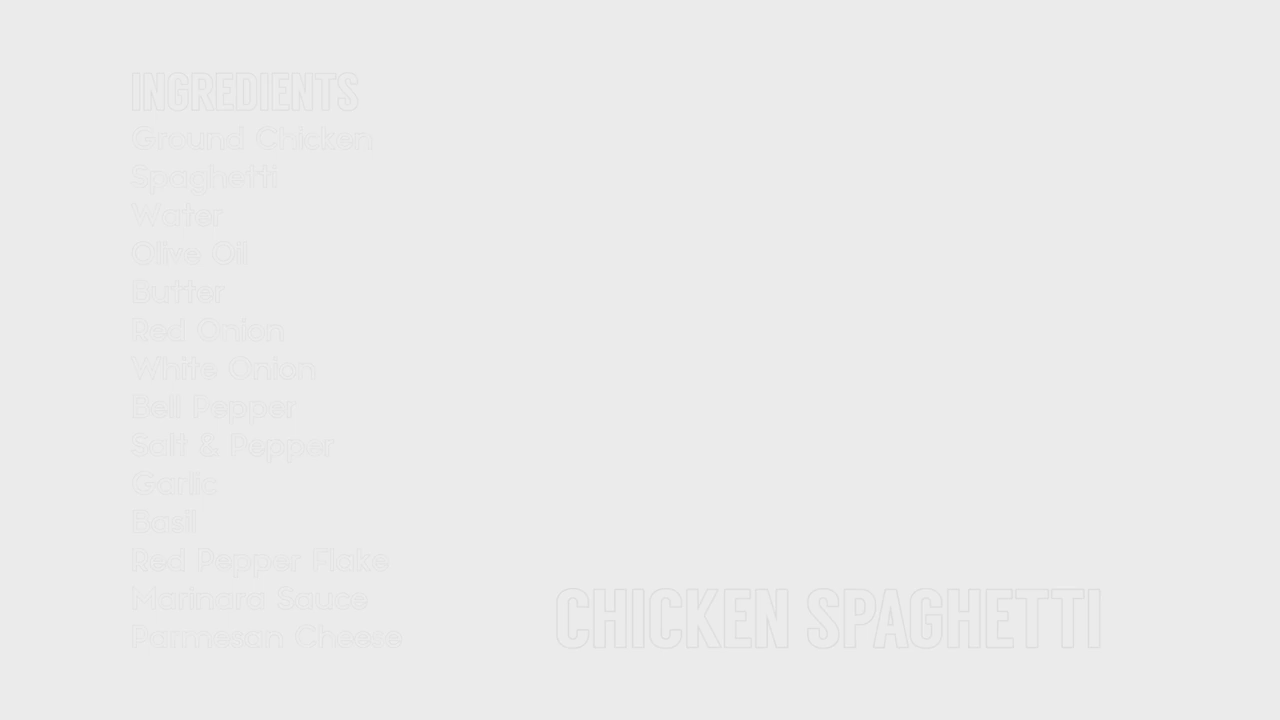 INGREDIENTS
Ground Chicken
Spaghetti
Water
Olive Oil
Butter
Red Onion
White Onion
Bell Pepper
Salt & Pepper
Garlic
Basil
Red Pepper Flake
Marinara Sauce
Parmesan Cheese
CHICKEN SPAGHETTI